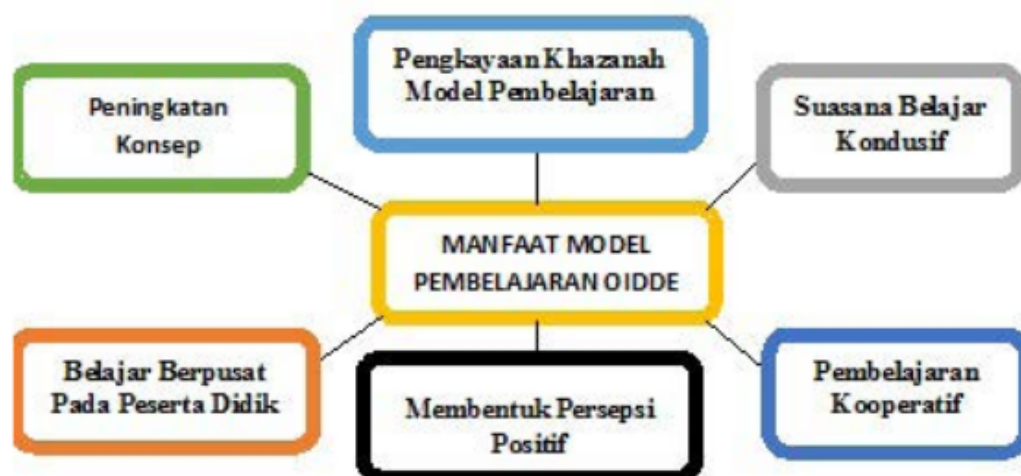 Peningkatan
Konsep
Pengkayaan Khazanah
Model Pembelajaran
Suasana Belajar
Kondusif
MANFAAT MODEL
PEMBELAJARAN OIDDE
Belajar Berpusat
Pada Peserta Didik
Membentuk Persepsi
Positif
Pembelajaran
Kooperatif